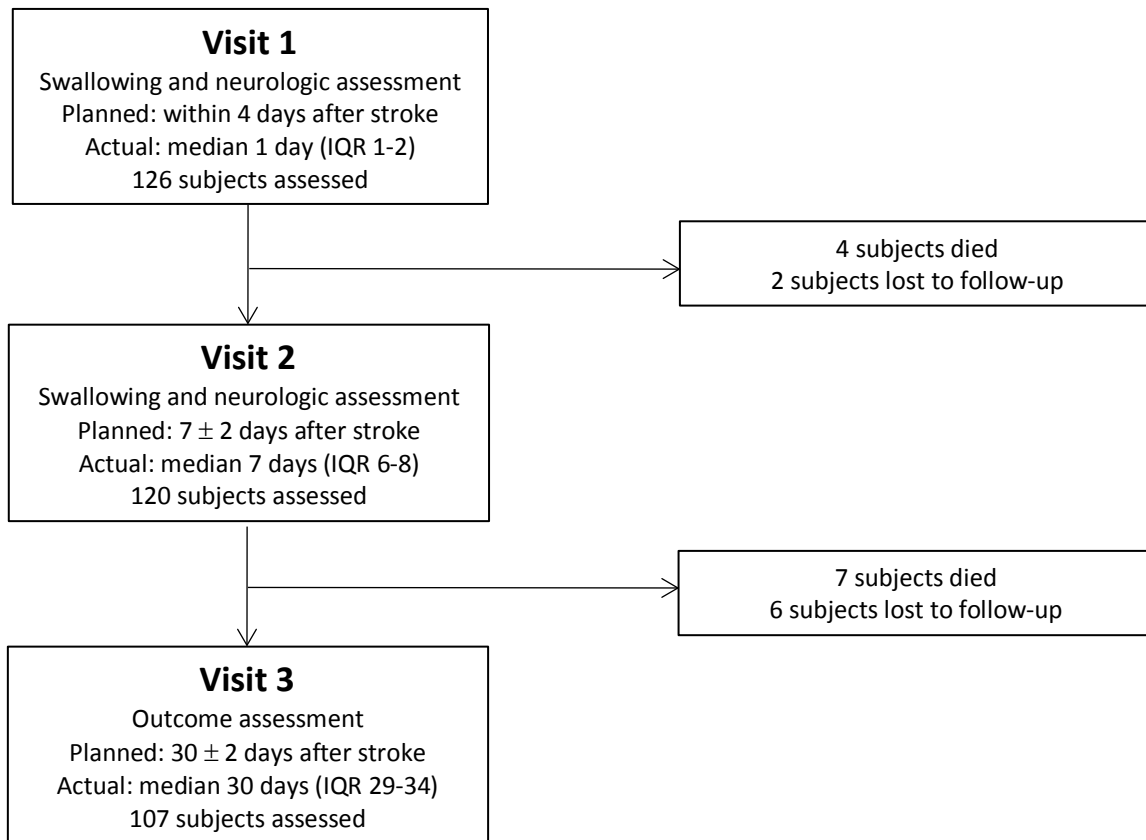 Visit 1
Swallowing and neurologic assessment
Planned: within 4 days after stroke
Actual: median 1 day (IQR 1-2)
126 subjects assessed
4 subjects died
2 subjects lost to follow-up
Visit 2
Swallowing and neurologic assessment
Planned: 7 ± 2 days after stroke
Actual: median 7 days (IQR 6-8)
120 subjects assessed
7 subjects died
6 subjects lost to follow-up
Visit 3
Outcome assessment
Planned: 30 ± 2 days after stroke
Actual: median 30 days (IQR 29-34)
107 subjects assessed